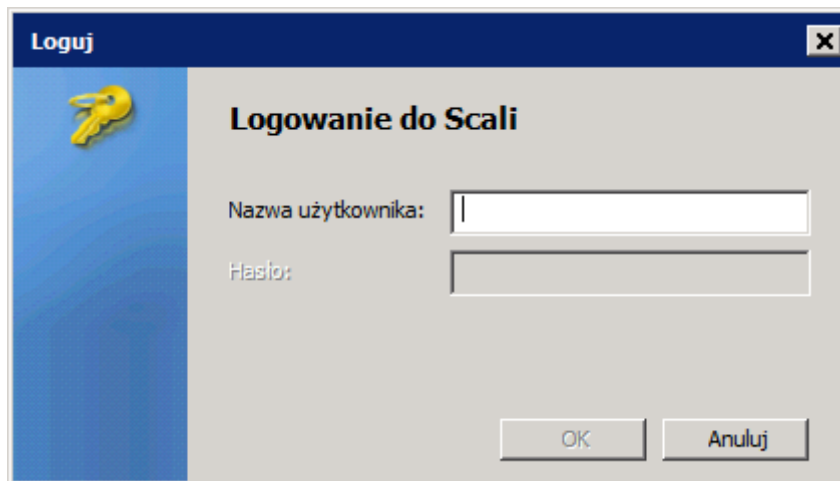 Loguj
Logowanie do Scali
Nazwa użytkownika:
Hasło:
OK
Anuluj